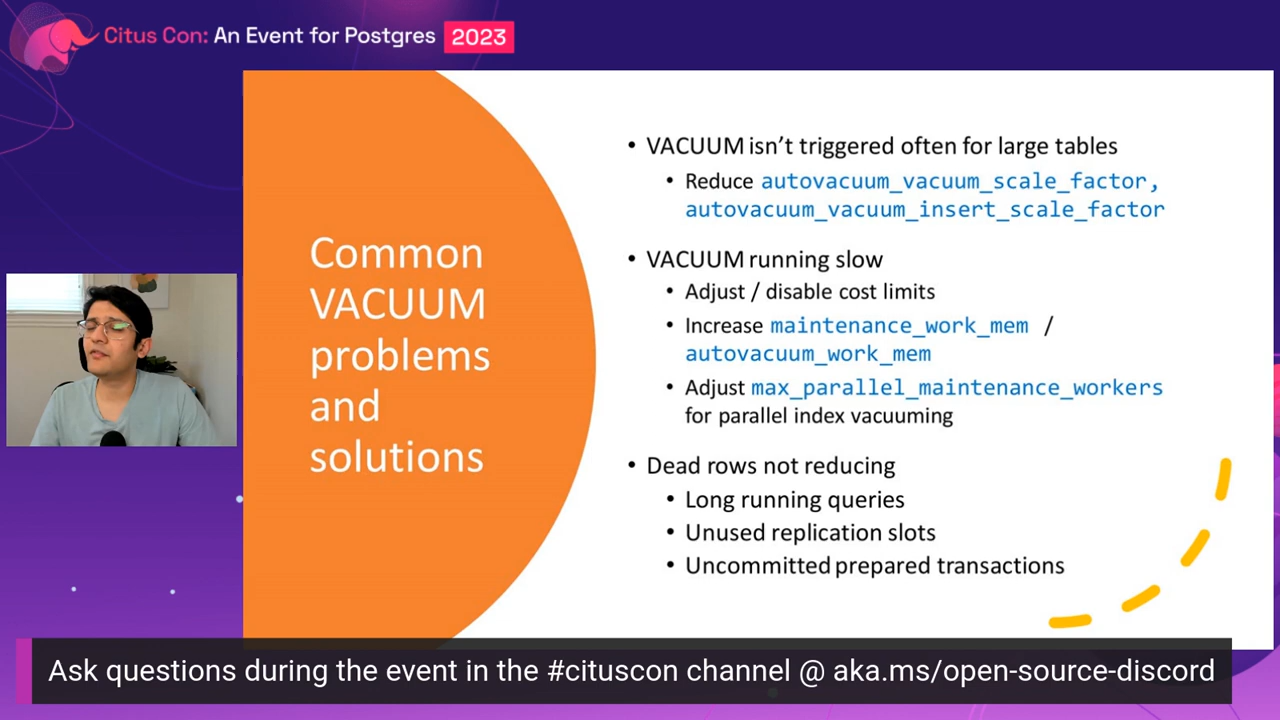 Citus Con: An Event for Postgres 2023
Common
VACUUM
problems
and
solutions
• VACUUM isn't triggered often for large tables
• Reduce autovacuum_vacuum_scale_factor,
autovacuum_vacuum_insert_scale_factor
• VACUUM running slow
• Adjust / disable cost limits
• Increase maintenance_work_mem /
autovacuum_work_mem
• Adjust max_parallel_maintenance_workers
for parallel index vacuuming
• Dead rows not reducing
• Long running queries
• Unused replication slots
• Uncommitted prepared transactions
Ask questions during the event in the #cituscon channel @ aka.ms/open-source-discord